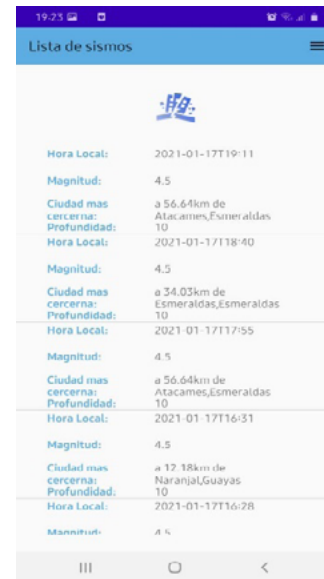 19:23
Lista de sismos
Hora Local: 2021-01-17T19:11
Magnitud: 4.5
Ciudad mas a 56.64km de
cercerna: Atacames,Esmeraldas
Profundidad: 10
Hora Local: 2021-01-17T18:40
Magnitud: 4.5
Ciudad mas a 34.03km de
cercerna: Esmeraldas,Esmeraldas
Profundidad: 10
Hora Local: 2021-01-17T17:55
Magnitud: 4.5
Ciudad mas a 56.64km de
cercerna: Atacames,Esmeraldas
Profundidad: 10
Hora Local: 2021-01-17T16:31
Magnitud: 4.5
Ciudad mas a 12.18km de
cercerna: Naranjal,Guayas
Profundidad: 10
Hora Local: 2021-01-17T16:28
Magnitud: 4.5